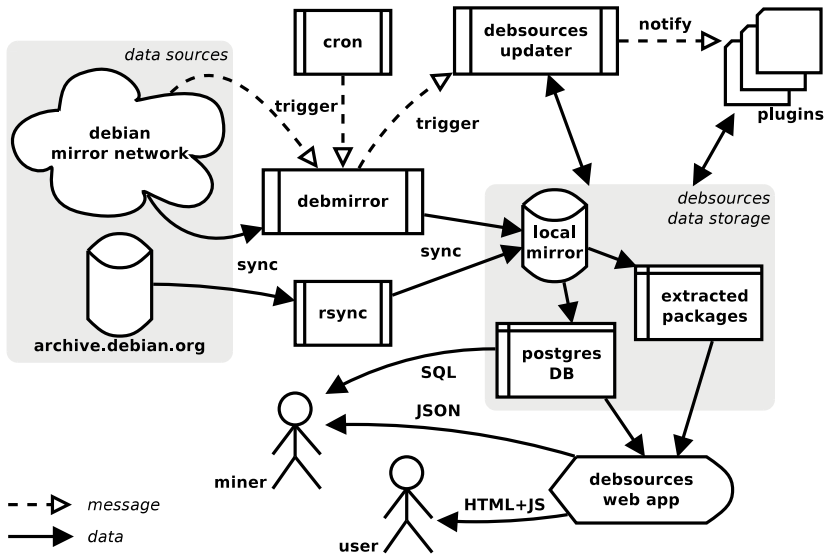 data sources
cron
debsources
updater
notify
plugins
trigger
trigger
debian
mirror network
debmirror
debsources
data storage
local
mirror
sync
sync
extracted
packages
rsync
archive.debian.org
postgres
DB
SQL
JSON
miner
debsources
web app
HTML+JS
user
message
data